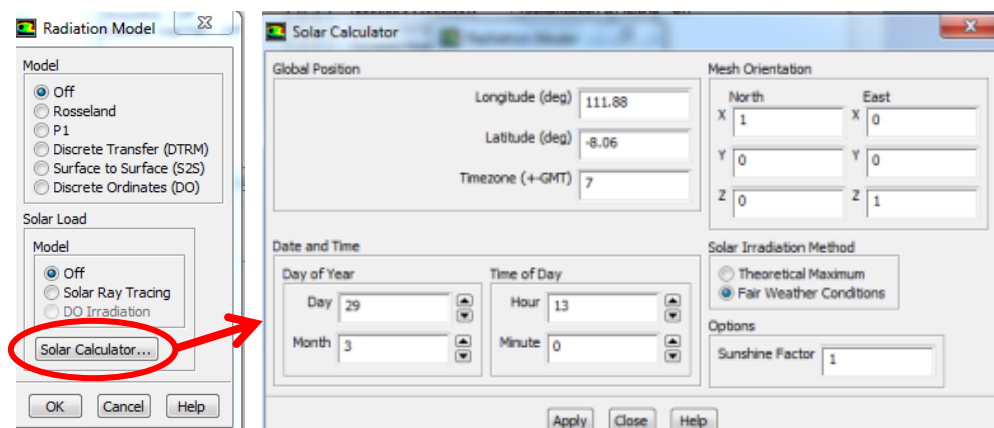 Radiation Model
Model
Off
Rosseland
P1
Discrete Transfer (DTRM)
Surface to Surface (S2S)
Discrete Ordinates (DO)
Solar Load
Model
Off
Solar Ray Tracing
DO Irradiation
Solar Calculator...
OK Cancel Help
Solar Calculator
Global Position
Longitude (deg) 111.88
Latitude (deg) -8.06
Timezone (+-GMT) 7
Mesh Orientation
North East
X 1 X 0
Y 0 Y 0
Z 0 Z 1
Date and Time
Day of Year
Day 29
Month 3
Time of Day
Hour 13
Minute 0
Solar Irradiation Method
Theoretical Maximum
Fair Weather Conditions
Options
Sunshine Factor 1
Apply Close Help